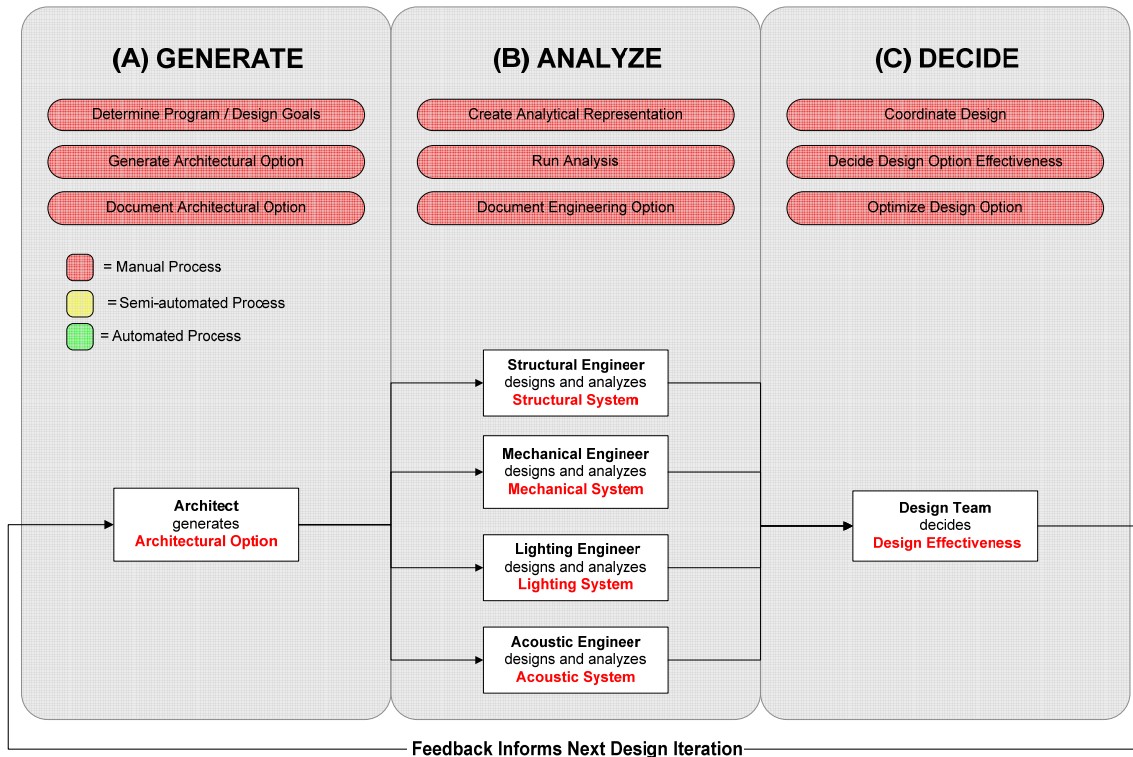 (A) GENERATE
Determine Program / Design Goals
Generate Architectural Option
Document Architectural Option
= Manual Process
= Semi-automated Process
= Automated Process
Architect
generates
Architectural Option
(B) ANALYZE
Create Analytical Representation
Run Analysis
Document Engineering Option
Structural Engineer
designs and analyzes
Structural System
Mechanical Engineer
designs and analyzes
Mechanical System
Lighting Engineer
designs and analyzes
Lighting System
Acoustic Engineer
designs and analyzes
Acoustic System
(C) DECIDE
Coordinate Design
Decide Design Option Effectiveness
Optimize Design Option
Design Team
decides
Design Effectiveness
Feedback Informs Next Design Iteration